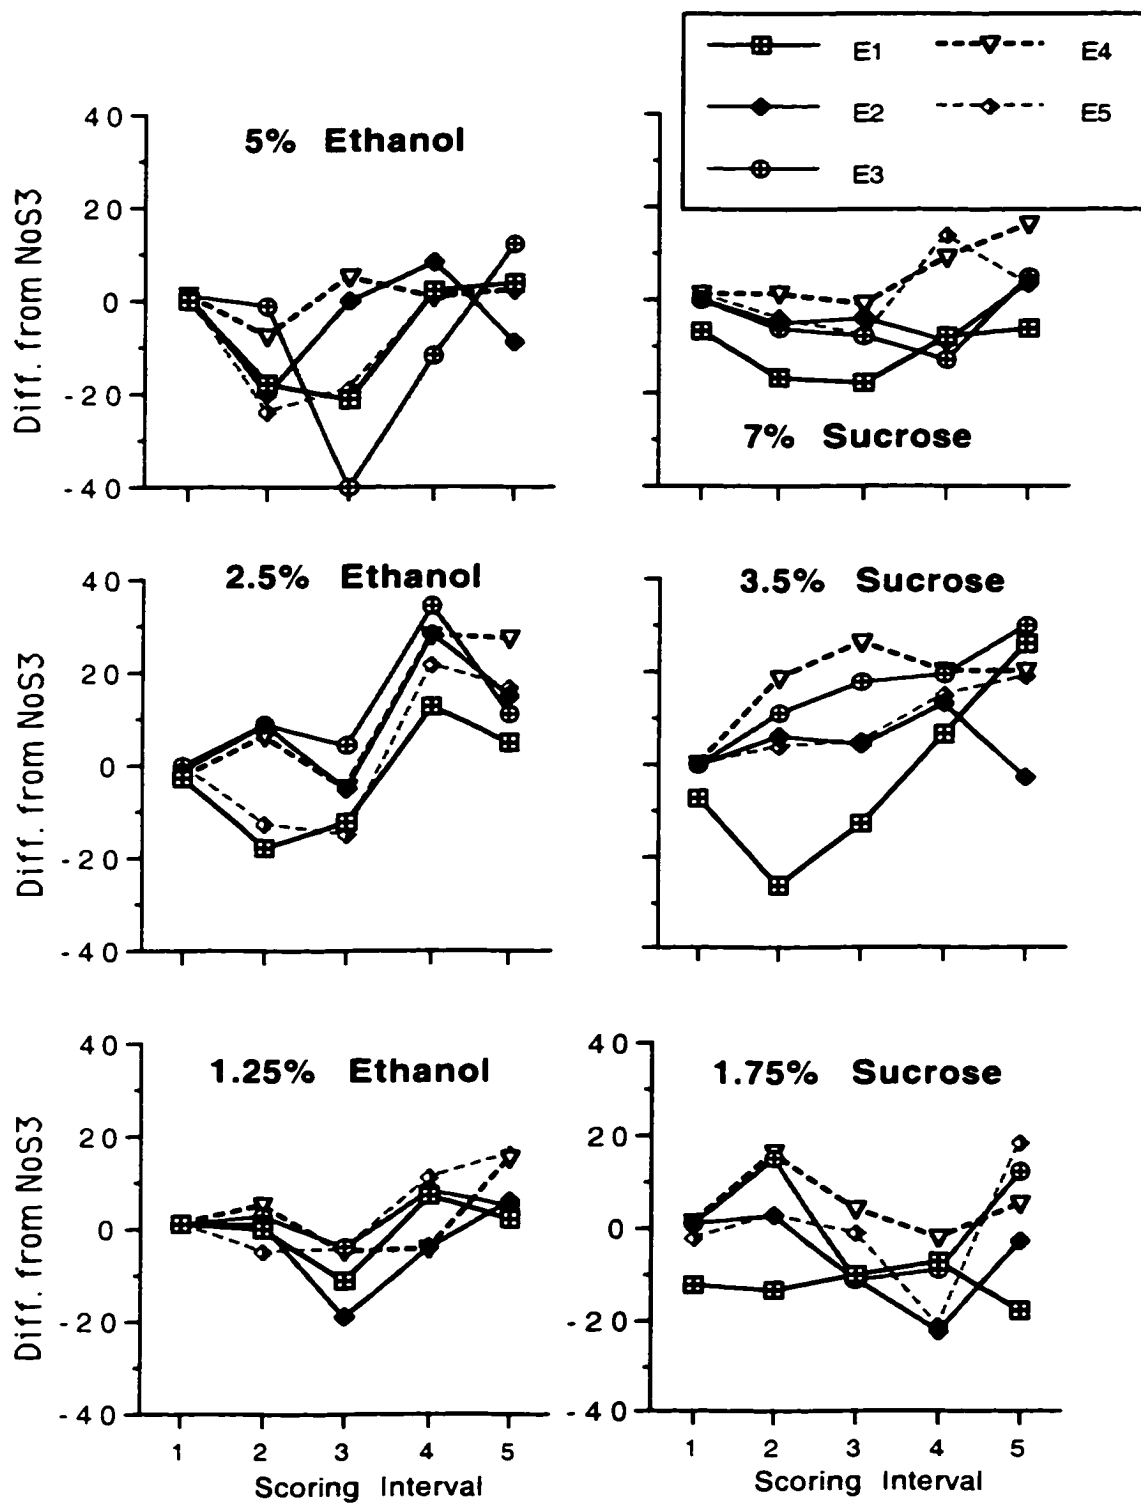 E1 E4
E2 E5
E3
40
5% Ethanol
20
0
-20
-40
Diff. from NoS3
7% Sucrose
2.5% Ethanol
40
20
0
-20
-40
Diff. from NoS3
3.5% Sucrose
40
1.25% Ethanol
20
0
-20
-40
Diff. from NoS3
1 2 3 4 5
Scoring Interval
40
1.75% Sucrose
20
0
-20
-40
1 2 3 4 5
Scoring Interval